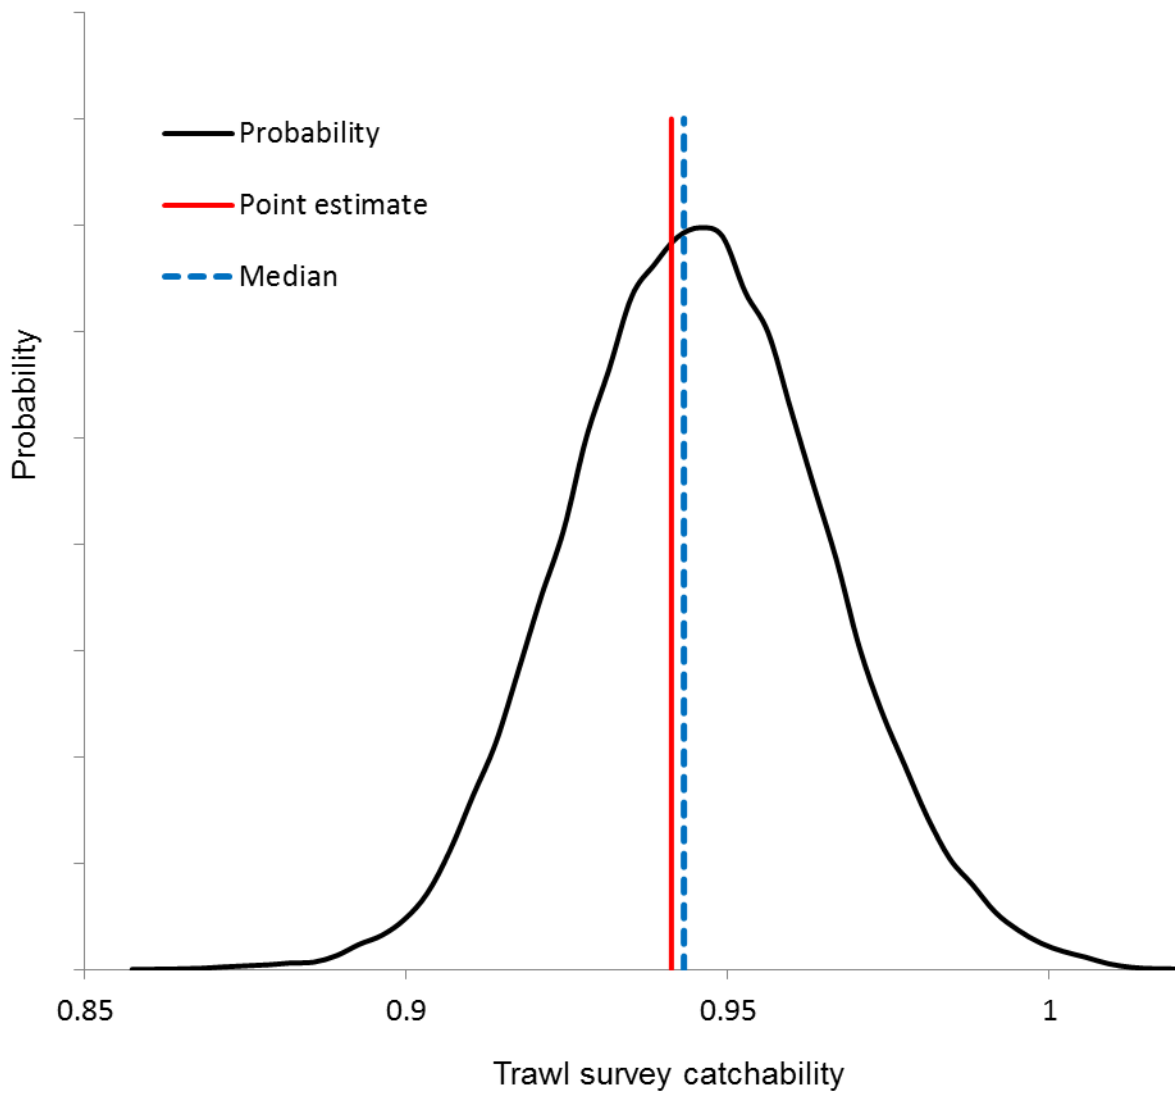 Probability
Point estimate
Median
Probability
0.85
0.9
0.95
1
Trawl survey catchability